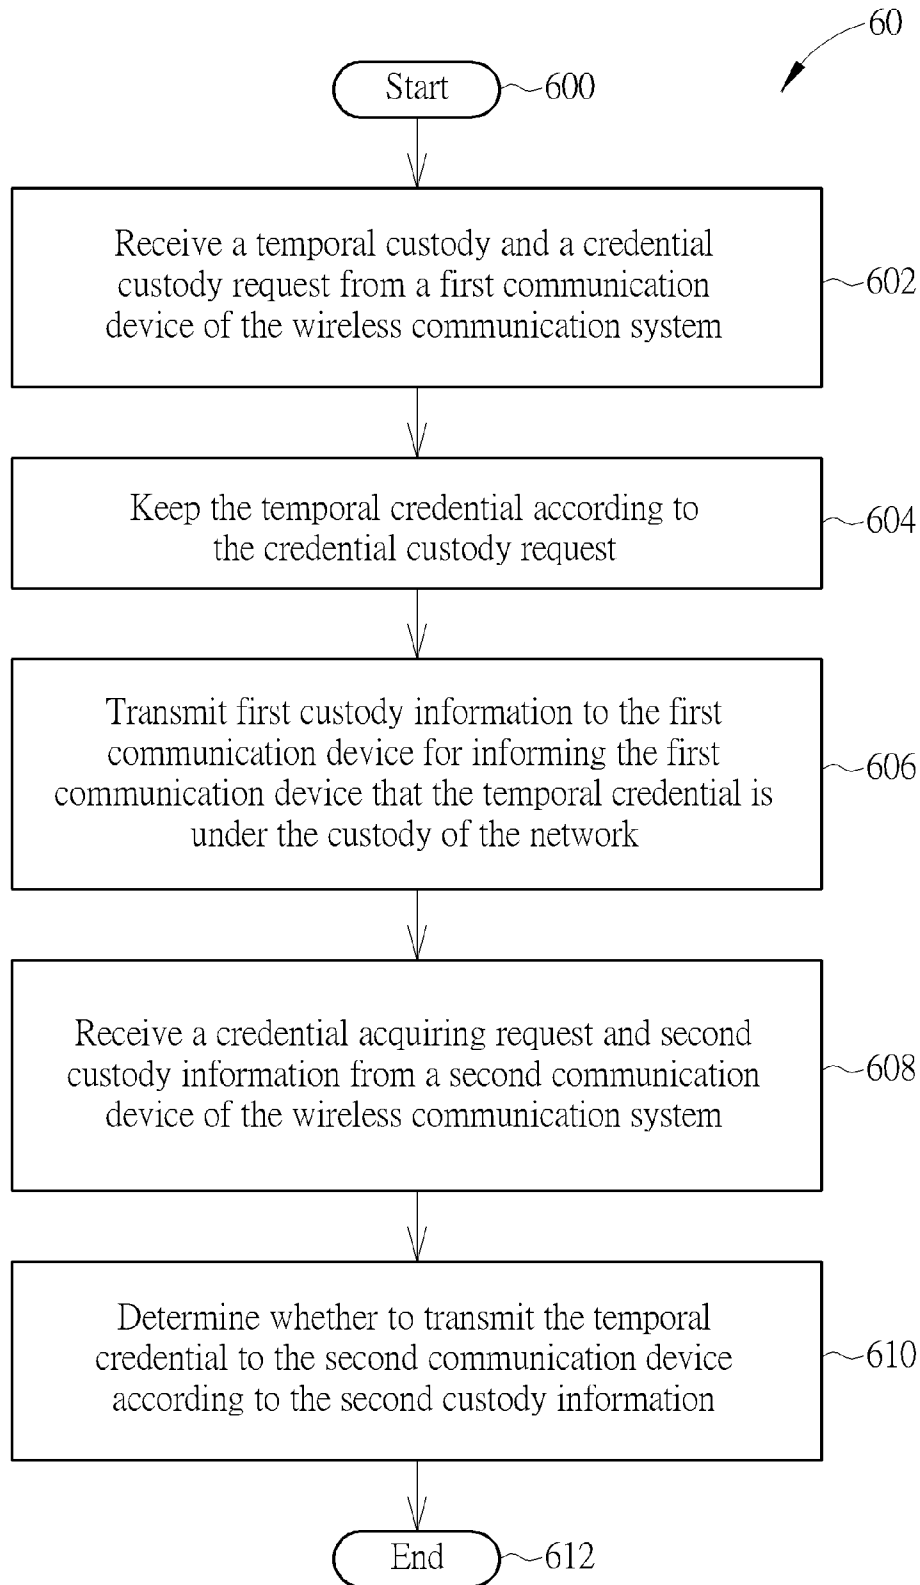 60
Start
600
Receive a temporal custody and a credential
custody request from a first communication
device of the wireless communication system
602
Keep the temporal credential according to
the credential custody request
604
Transmit first custody information to the first
communication device for informing the first
communication device that the temporal credential is
under the custody of the network
606
Receive a credential acquiring request and second
custody information from a second communication
device of the wireless communication system
608
Determine whether to transmit the temporal
credential to the second communication device
according to the second custody information
610
End
612